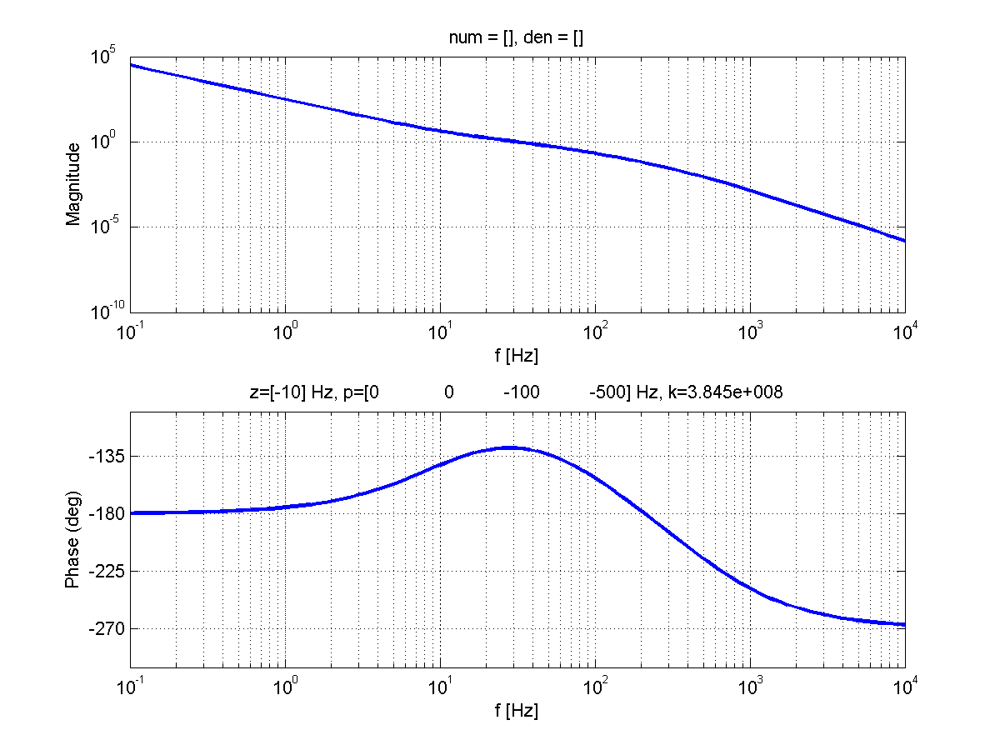 num = [], den = []
10^5
10^0
10^-5
10^-10
Magnitude
10^-1 10^0 10^1 10^2 10^3 10^4
f [Hz]
z=[-10] Hz, p=[0 0 -100 -500] Hz, k=3.845e+008
-135
-180
-225
-270
Phase (deg)
10^-1 10^0 10^1 10^2 10^3 10^4
f [Hz]